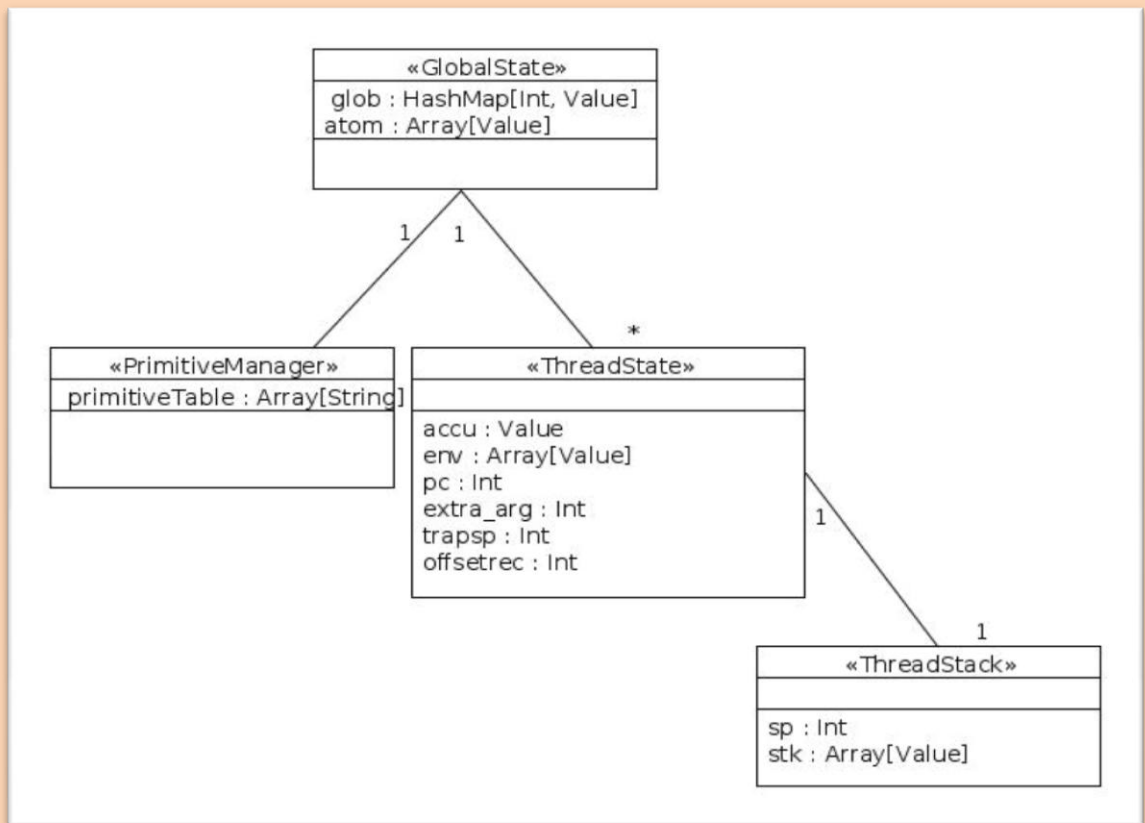 «GlobalState»
glob : HashMap[Int, Value]
atom : Array[Value]
1
1
*
«PrimitiveManager»
primitiveTable : Array[String]
«ThreadState»
accu : Value
env : Array[Value]
pc : Int
extra_arg : Int
trapsp : Int
offsetrec : Int
1
1
«ThreadStack»
sp : Int
stk : Array[Value]